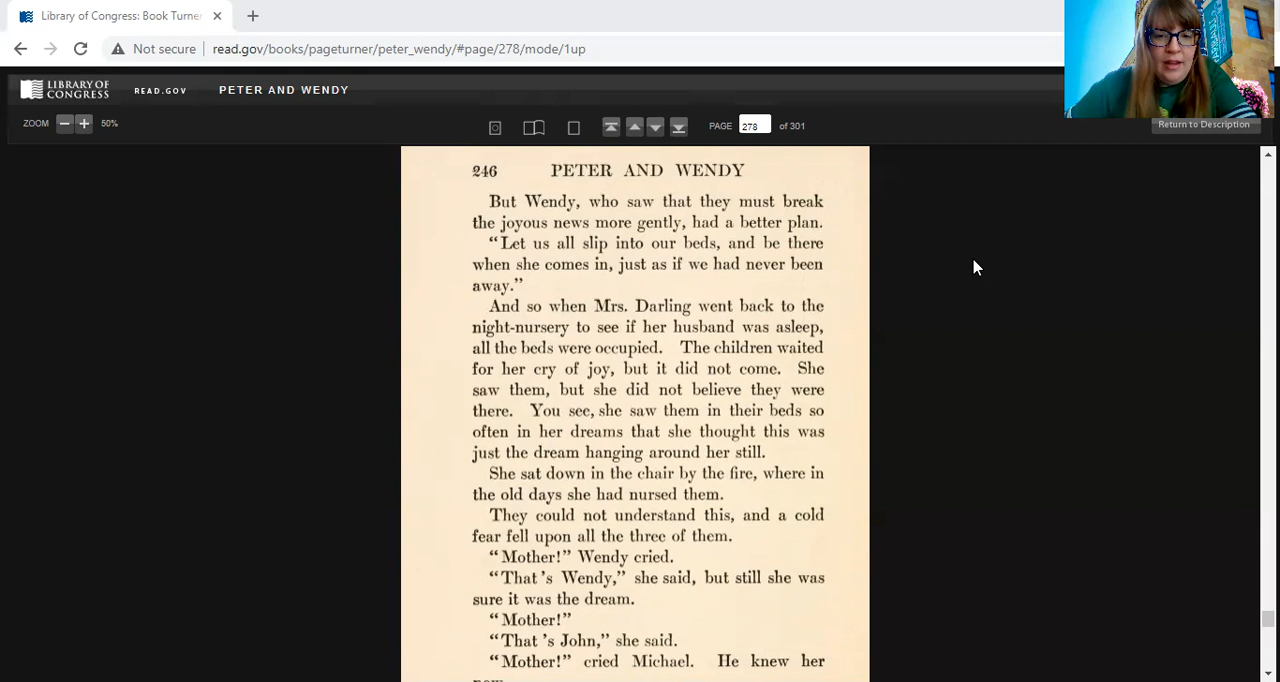 Library of Congress: Book Turner
Not secure
read.gov/books/pageturner/peter_wendy/#page/278/mode/1up
LIBRARY OF CONGRESS
READ.GOV
PETER AND WENDY
ZOOM
50%
PAGE 278 of 301
Return to Description
246 PETER AND WENDY
But Wendy, who saw that they must break
the joyous news more gently, had a better plan.
“Let us all slip into our beds, and be there
when she comes in, just as if we had never been
away.”
And so when Mrs. Darling went back to the
night-nursery to see if her husband was asleep,
all the beds were occupied. The children waited
for her cry of joy, but it did not come. She
saw them, but she did not believe they were
there. You see, she saw them in their beds so
often in her dreams that she thought this was
just the dream hanging around her still.
She sat down in the chair by the fire, where in
the old days she had nursed them.
They could not understand this, and a cold
fear fell upon all the three of them.
“Mother!” Wendy cried.
“That 's Wendy,” she said, but still she was
sure it was the dream.
“Mother!”
“That 's John,” she said.
“Mother!” cried Michael. He knew her